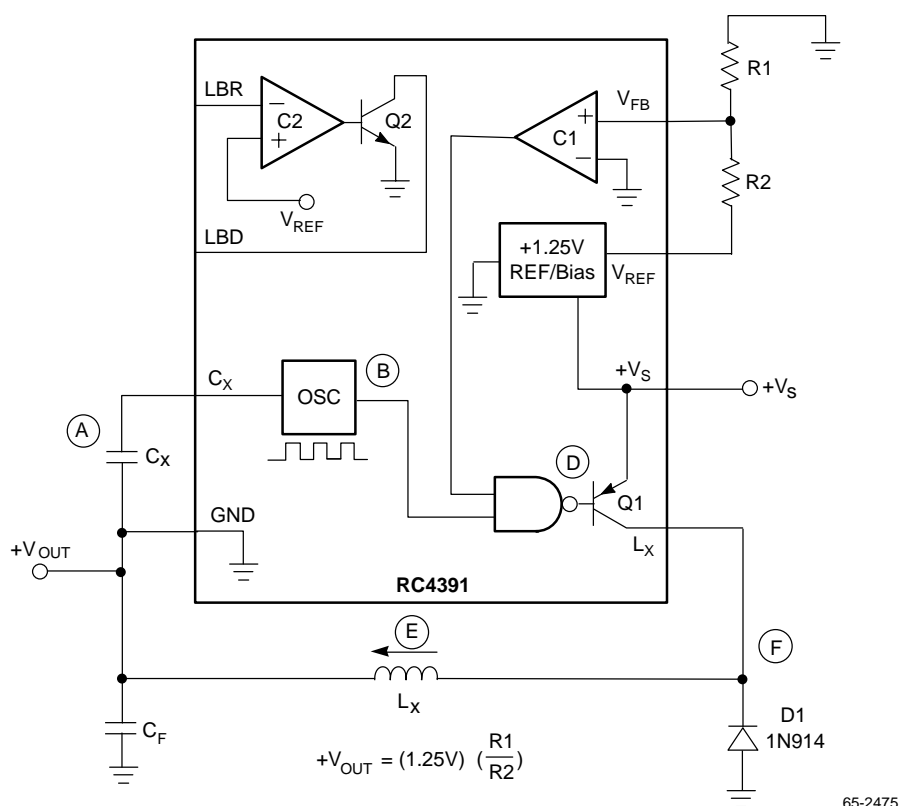 R1
LBR
−
C2
+
Q2
VFB
+
C1
−
R2
VREF
LBD
+1.25V
REF/Bias
VREF
CX
OSC
B
+VS
+VS
A
CX
D
Q1
GND
LX
+VOUT
RC4391
E
F
LX
CF
D1
1N914
+VOUT = (1.25V) (R1/R2)
65-2475